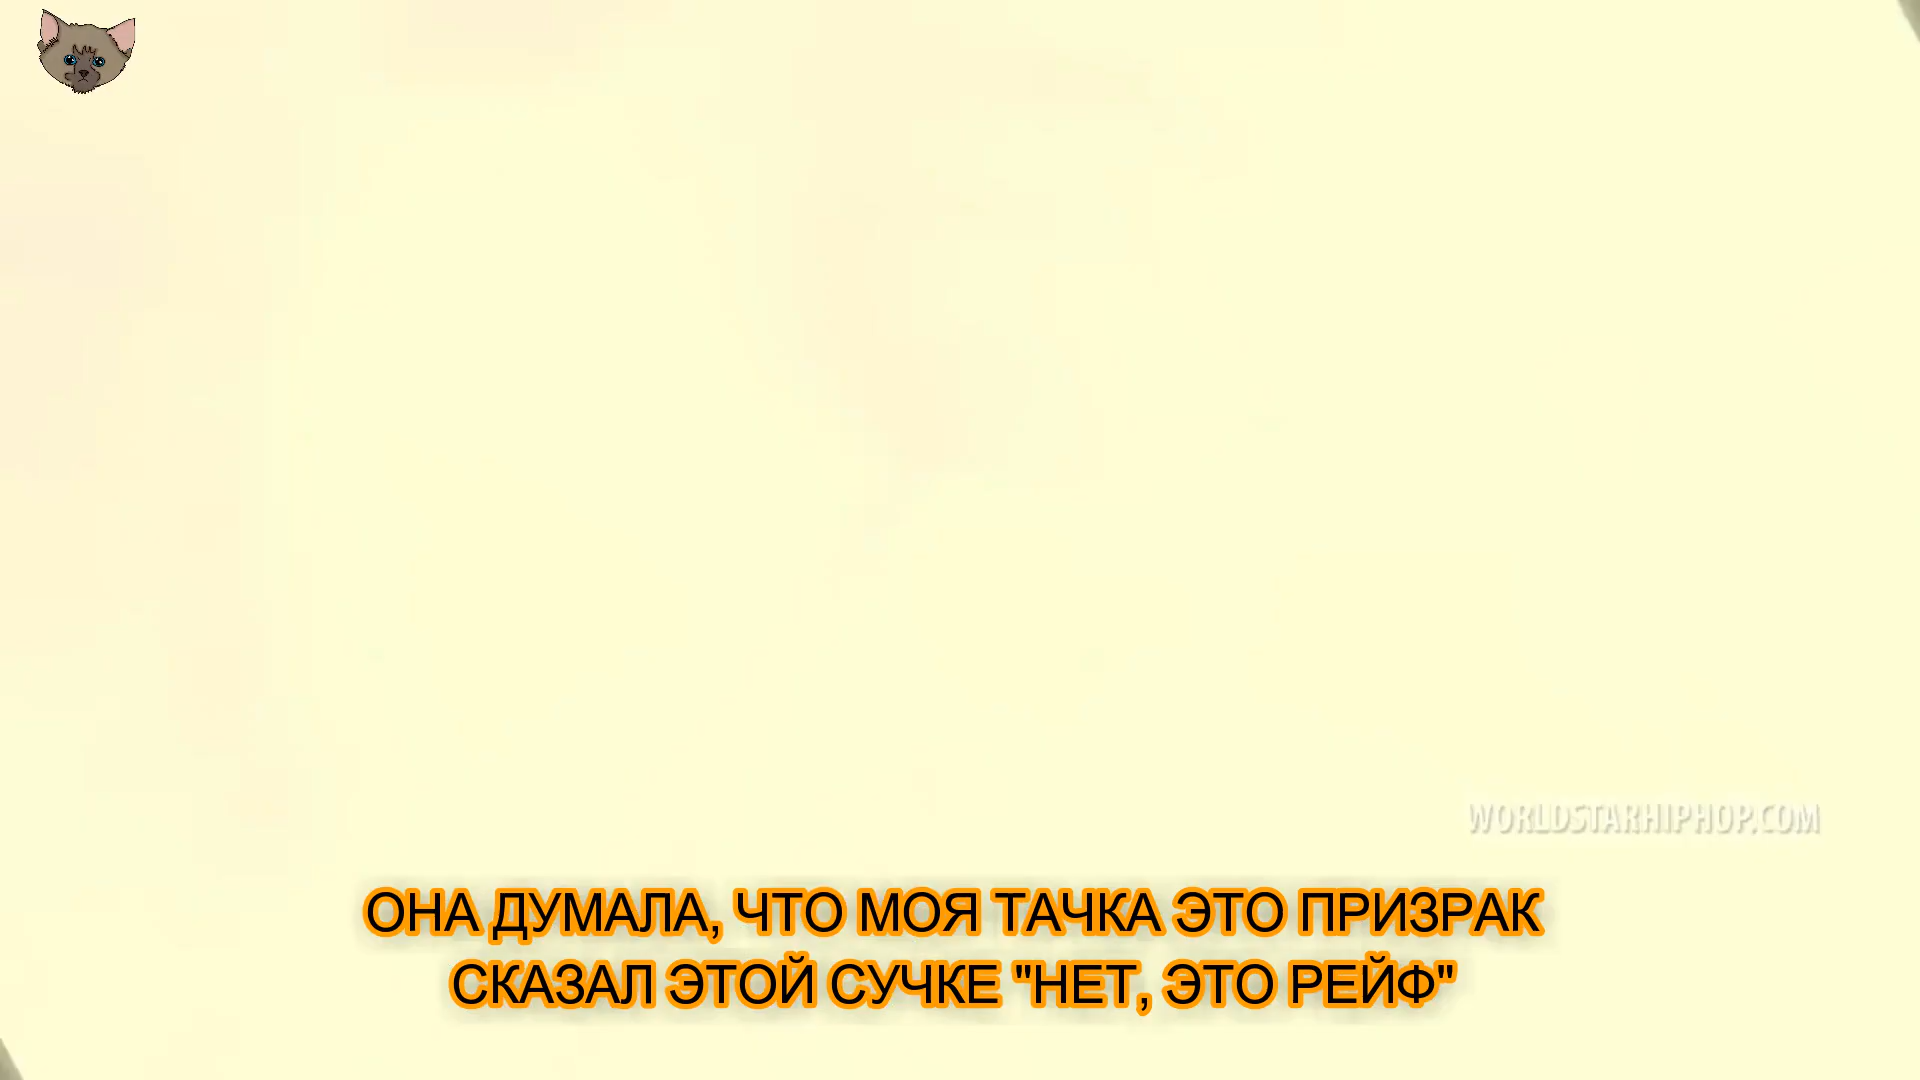 WORLDSTARHIPHOP.COM
ОНА ДУМАЛА, ЧТО МОЯ ТАЧКА ЭТО ПРИЗРАК
СКАЗАЛ ЭТОЙ СУЧКЕ "НЕТ, ЭТО РЕЙФ"